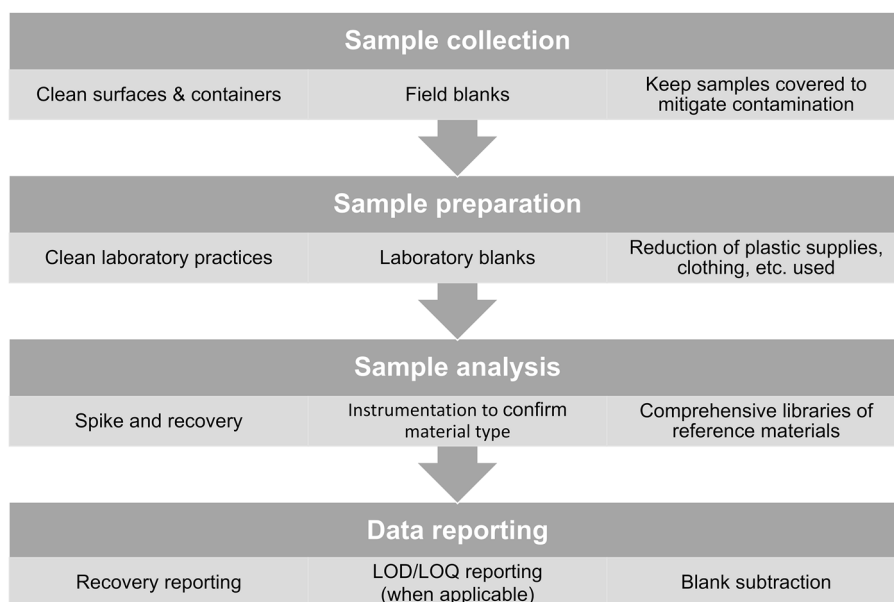 Sample collection
Clean surfaces & containers
Field blanks
Keep samples covered to
mitigate contamination
Sample preparation
Clean laboratory practices
Laboratory blanks
Reduction of plastic supplies,
clothing, etc. used
Sample analysis
Spike and recovery
Instrumentation to confirm
material type
Comprehensive libraries of
reference materials
Data reporting
Recovery reporting
LOD/LOQ reporting
(when applicable)
Blank subtraction